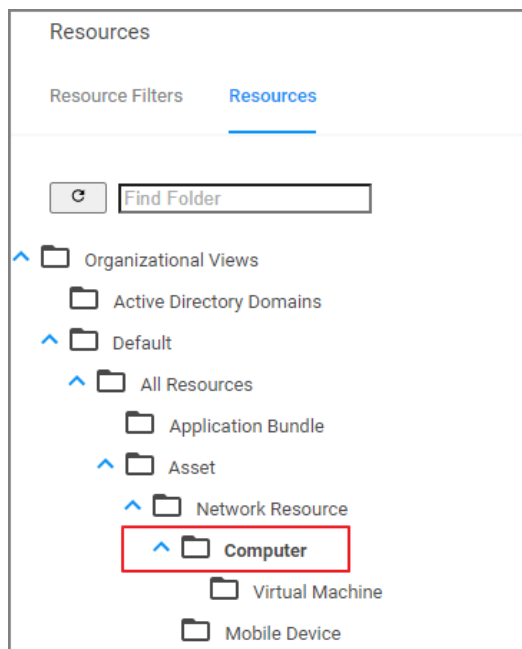 Resources
Resource Filters Resources
Find Folder
Organizational Views
Active Directory Domains
Default
All Resources
Application Bundle
Asset
Network Resource
Computer
Virtual Machine
Mobile Device